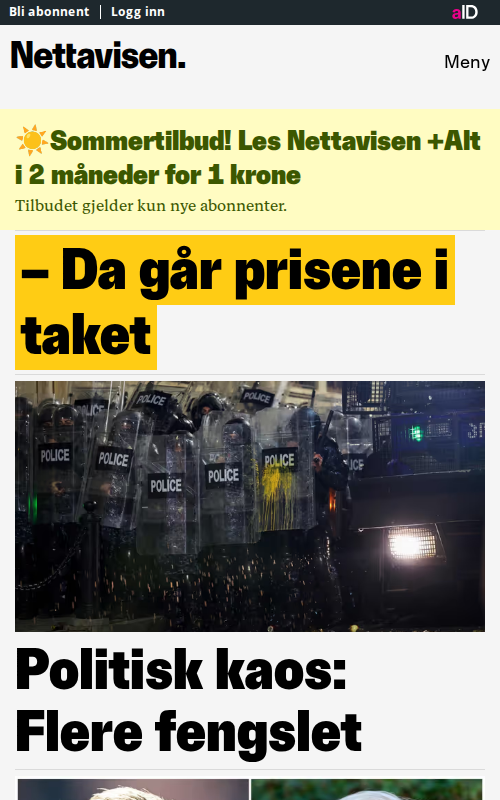 Bli abonnent
Logg inn
aID
Nettavisen.
Meny
Sommertilbud! Les Nettavisen +Alt
i 2 måneder for 1 krone
Tilbudet gjelder kun nye abonnenter.
– Da går prisene i
taket
POLICE
POLICE
POLICE
POLICE
POLICE
POLICE
POLICE
POLICE
Politisk kaos:
Flere fengslet